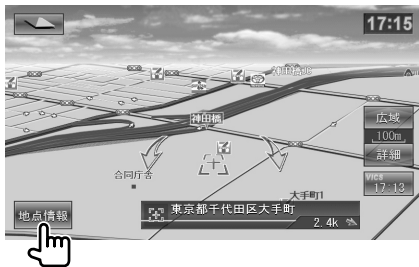 17:15
神田橋
広域
100m
詳細
合同庁舎
VICS
17:13
大手町1
地点情報
東京都千代田区大手町
2.4k